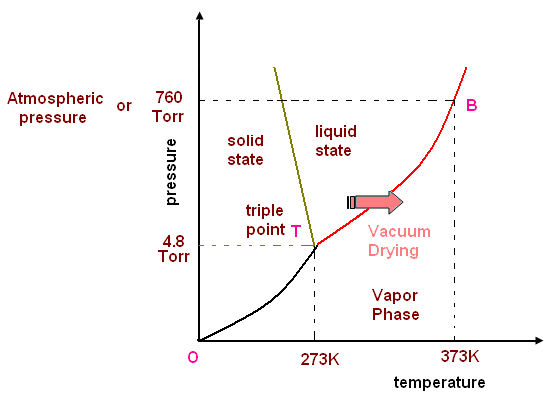 Atmospheric or 760
pressure Torr
solid
state
liquid
state
B
pressure
triple
point T
Vacuum
Drying
4.8
Torr
Vapor
Phase
O
273K
373K
temperature